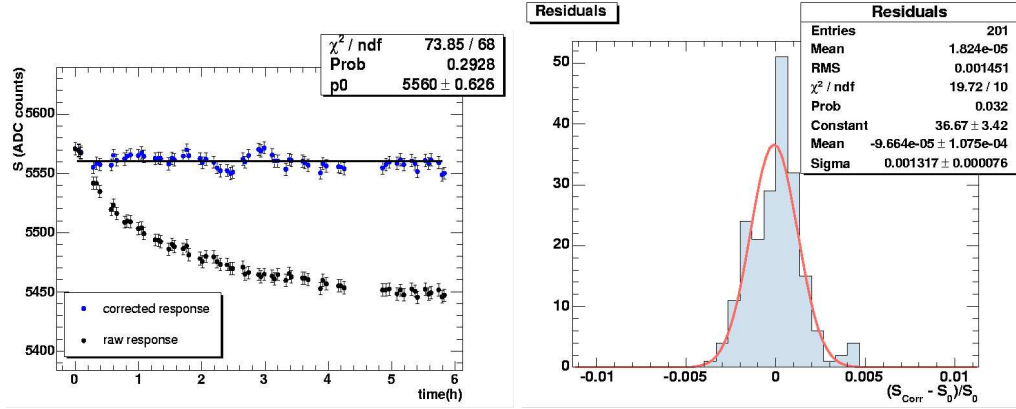 χ² / ndf 73.85 / 68
Prob 0.2928
p0 5560 ± 0.626
S (ADC counts)
5600
5550
5500
5450
5400
corrected response
raw response
0 1 2 3 4 5 6
time(h)
Residuals
Residuals
Entries 201
Mean 1.824e-05
RMS 0.001451
χ² / ndf 19.72 / 10
Prob 0.032
Constant 36.67 ± 3.42
Mean -9.664e-05 ± 1.075e-04
Sigma 0.001317 ± 0.000076
50
40
30
20
10
0
-0.01 -0.005 0 0.005 0.01
(S_Corr - S_0)/S_0